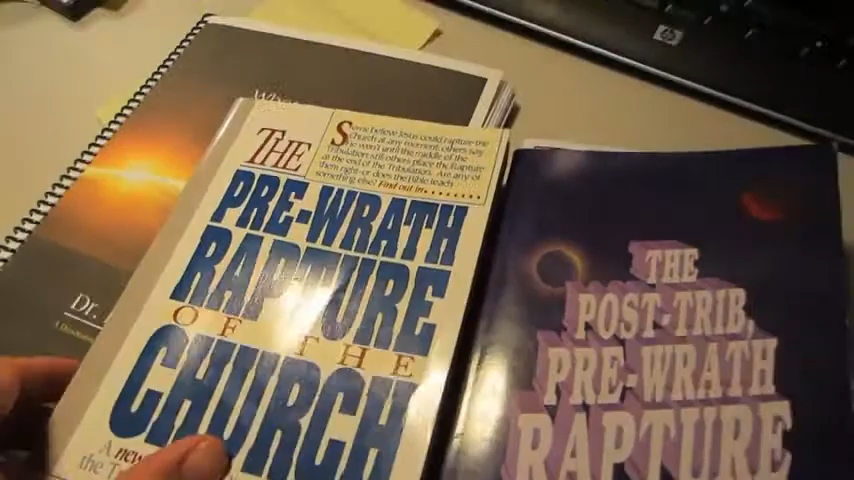 THE
Some believe Jesus could rapture the
Church at any moment, others say
He won't until the middle of the
Tribulation, still others place the Rapture
at the end of the Tribulation. Are any of
them right-or does the Bible teach
something else? Find out in........
PRE-WRATH
RAPTURE
OF THE
CHURCH
A new
the T
Dr.
hp
THE
POST-TRIB,
PRE-WRATH
RAPTURE